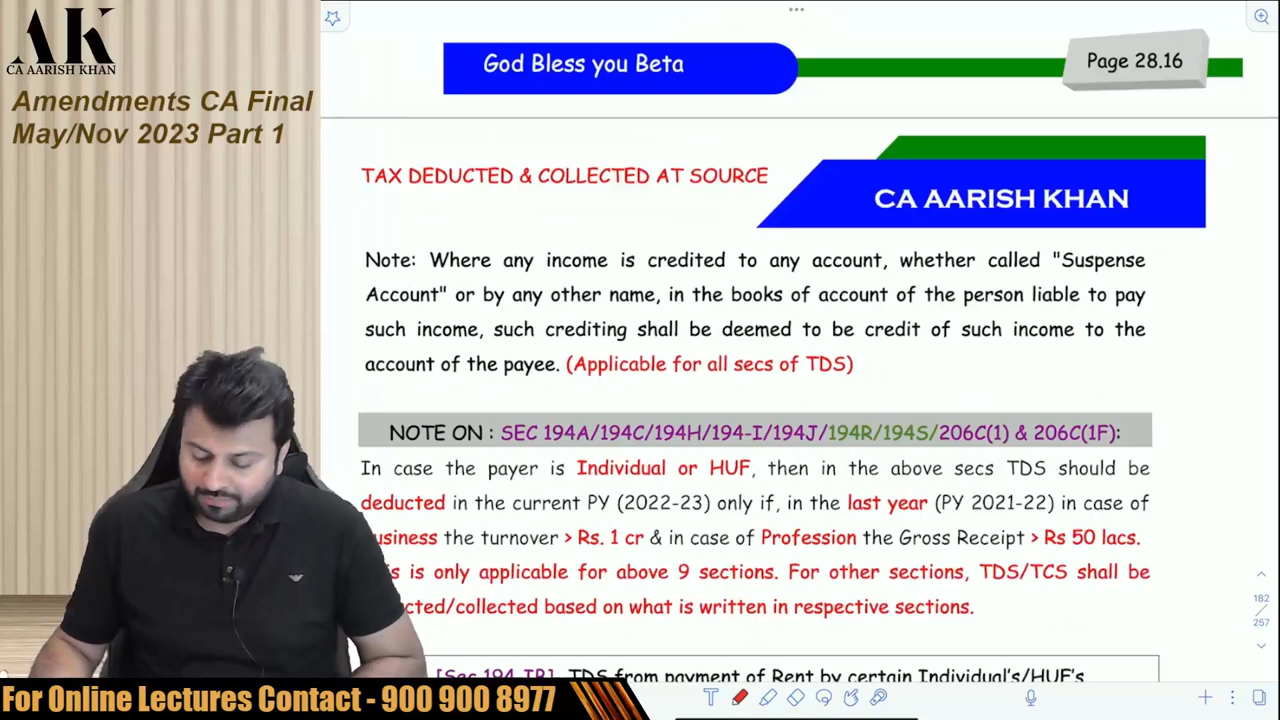 AK
CA AARISH KHAN
Amendments CA Final
May/Nov 2023 Part 1
God Bless you Beta
Page 28.16
TAX DEDUCTED & COLLECTED AT SOURCE
CA AARISH KHAN
Note: Where any income is credited to any account, whether called "Suspense
Account" or by any other name, in the books of account of the person liable to pay
such income, such crediting shall be deemed to be credit of such income to the
account of the payee. (Applicable for all secs of TDS)
NOTE ON : SEC 194A/194C/194H/194-I/194J/194R/194S/206C(1) & 206C(1F):
In case the payer is Individual or HUF, then in the above secs TDS should be
deducted in the current PY (2022-23) only if, in the last year (PY 2021-22) in case of
the turnover > Rs. 1 cr & in case of Profession the Gross Receipt > Rs 50 lacs.
is only applicable for above 9 sections. For other sections, TDS/TCS shall be
based on what is written in respective sections.
TDS from payment of Rent by certain Individual's/HUF's
182
257
For Online Lectures Contact - 900 900 8977